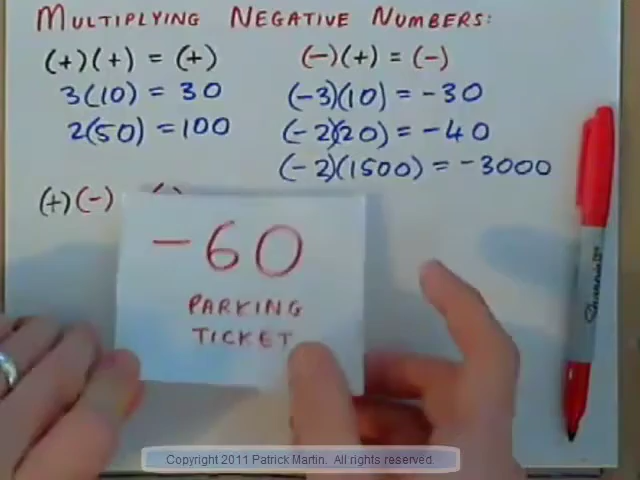 MULTIPLYING NEGATIVE NUMBERS:
(+)(+) = (+)
3(10) = 30
2(50) = 100
(-)(+) = (-)
(-3)(10) = -30
(-2)(20) = -40
(-2)(1500) = -3000
(+)(-)
-60
PARKING
TICKET
Sharpie
Copyright 2011 Patrick Martin. All rights reserved.